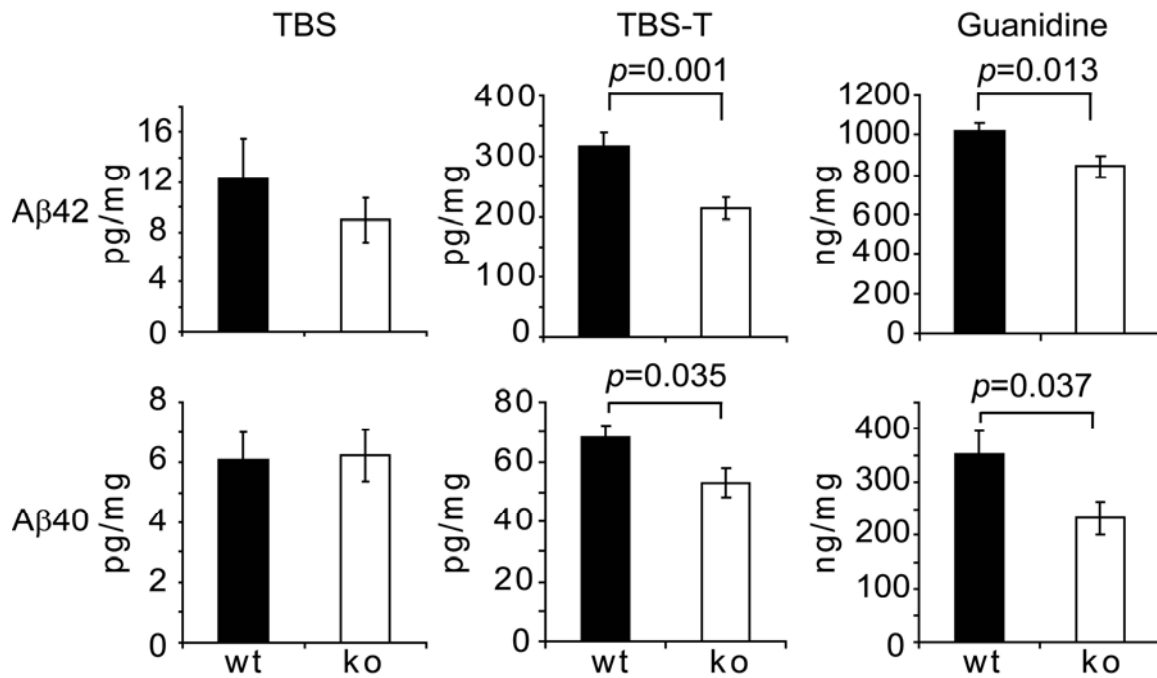 TBS
TBS-T
Guanidine
Aβ42
pg/mg
16
12
8
4
0
p=0.001
pg/mg
400
300
200
100
0
p=0.013
ng/mg
1200
1000
800
600
400
200
0
Aβ40
pg/mg
8
6
4
2
0
wt
ko
p=0.035
pg/mg
80
60
40
20
0
wt
ko
p=0.037
ng/mg
400
300
200
100
0
wt
ko